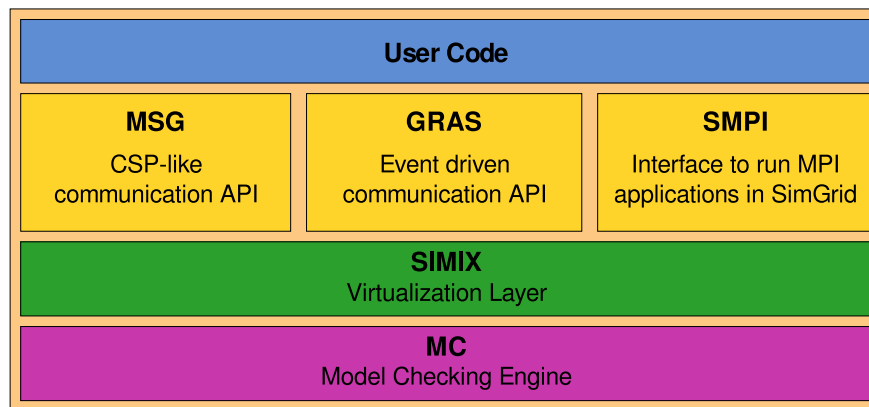 User Code
MSG
CSP-like
communication API
GRAS
Event driven
communication API
SMPI
Interface to run MPI
applications in SimGrid
SIMIX
Virtualization Layer
MC
Model Checking Engine